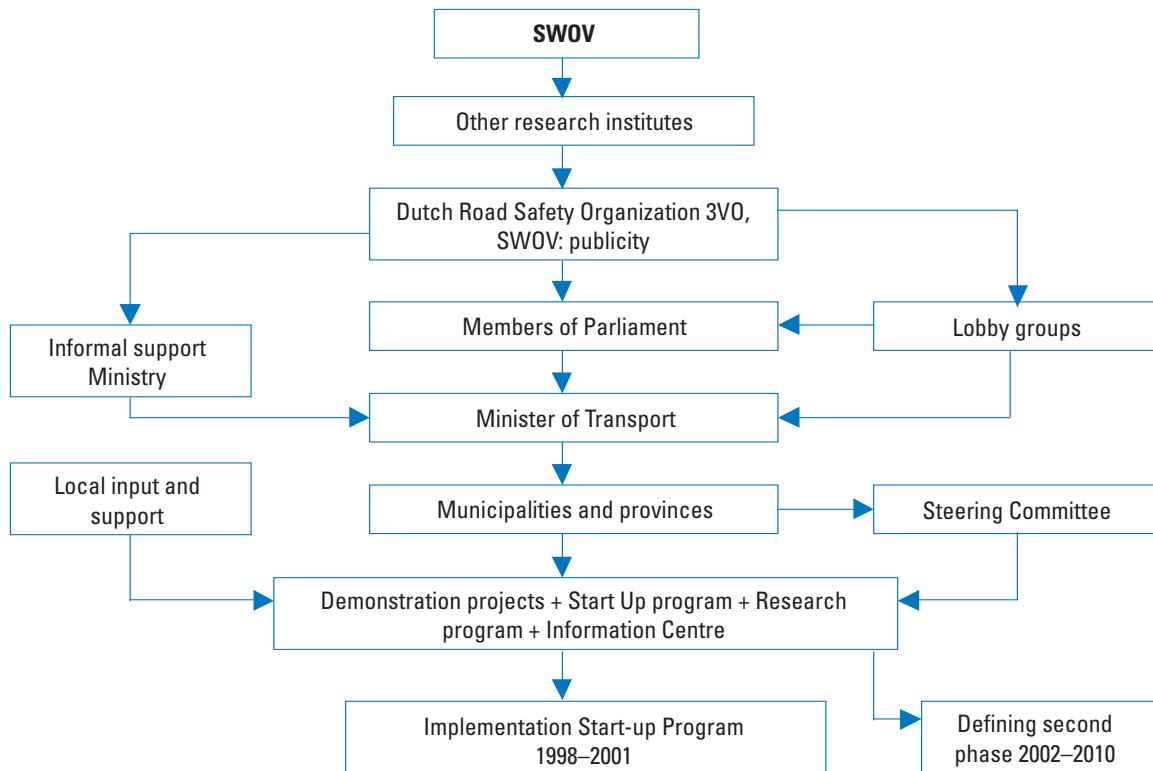 SWOV
Other research institutes
Dutch Road Safety Organization 3VO,
SWOV: publicity
Members of Parliament
Lobby groups
Informal support
Ministry
Minister of Transport
Local input and
support
Municipalities and provinces
Steering Committee
Demonstration projects + Start Up program + Research
program + Information Centre
Implementation Start-up Program
1998–2001
Defining second
phase 2002–2010